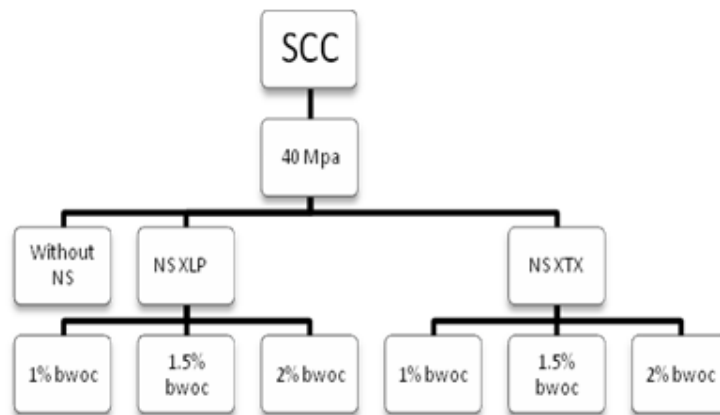 SCC
40 Mpa
Without
NS
NS XLP
NS XTX
1% bwoc
1.5%
bwoc
2% bwoc
1% bwoc
1.5%
bwoc
2% bwoc